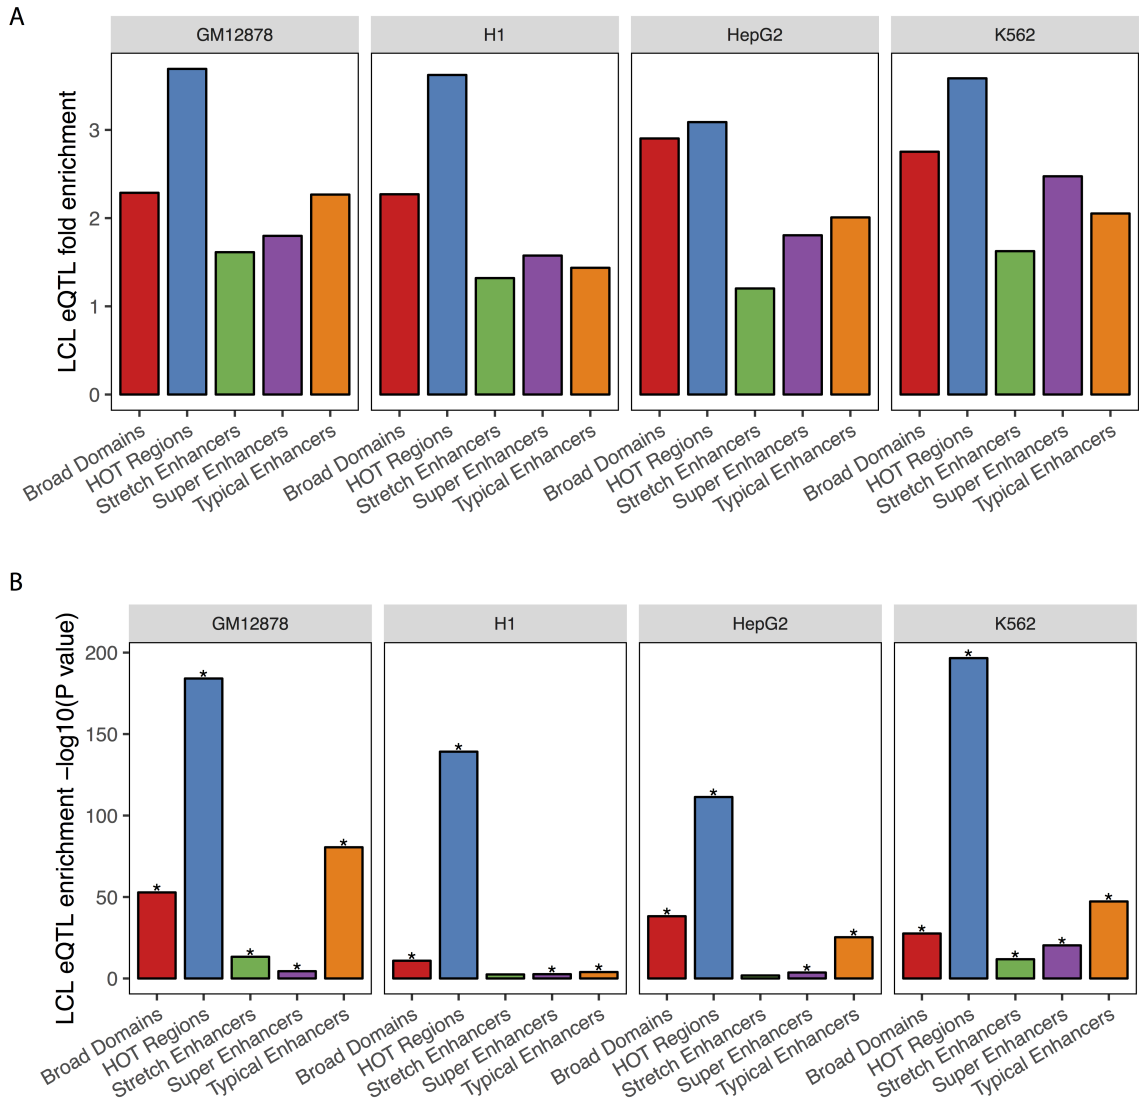 A
GM12878
H1
HepG2
K562
LCL eQTL fold enrichment
3
2
1
0
Broad Domains
HOT Regions
Stretch Enhancers
Super Enhancers
Typical Enhancers
Broad Domains
HOT Regions
Stretch Enhancers
Super Enhancers
Typical Enhancers
Broad Domains
HOT Regions
Stretch Enhancers
Super Enhancers
Typical Enhancers
Broad Domains
HOT Regions
Stretch Enhancers
Super Enhancers
Typical Enhancers
B
GM12878
H1
HepG2
K562
LCL eQTL enrichment −log10(P value)
200
150
100
50
0
* * * * *
* * * *
* * * *
* * * * *
Broad Domains
HOT Regions
Stretch Enhancers
Super Enhancers
Typical Enhancers
Broad Domains
HOT Regions
Stretch Enhancers
Super Enhancers
Typical Enhancers
Broad Domains
HOT Regions
Stretch Enhancers
Super Enhancers
Typical Enhancers
Broad Domains
HOT Regions
Stretch Enhancers
Super Enhancers
Typical Enhancers